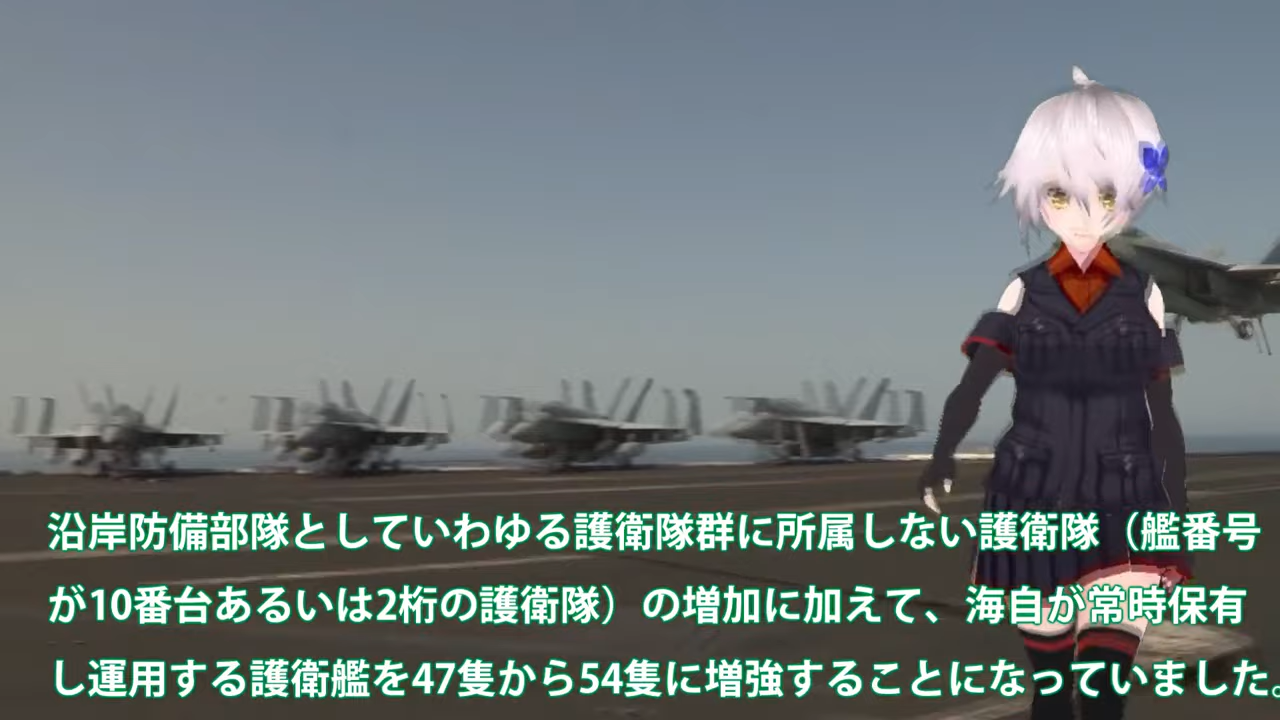 沿岸防備部隊としていわゆる護衛隊群に所属しない護衛隊（艦番号
が10番台あるいは2桁の護衛隊）の増加に加えて、海自が常時保有
し運用する護衛艦を47隻から54隻に増強することになっていました。